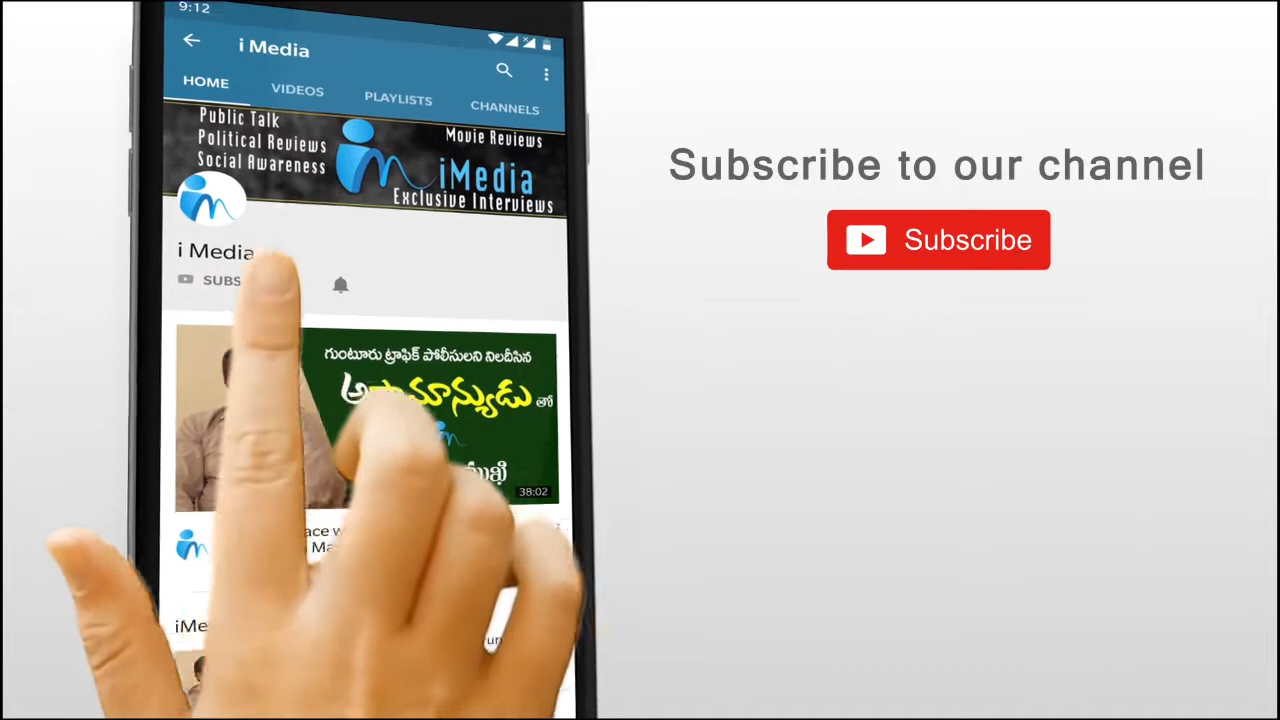 9:12
i Media
HOME VIDEOS PLAYLISTS CHANNELS
Public Talk
Political Reviews
Social Awareness
Movie Reviews
iMedia
Exclusive Interviews
i Media
గుంటూరు ట్రాఫిక్ పోలీసులని నిలదీసిన
అసామాన్యుడు తో
38:02
Subscribe to our channel
Subscribe